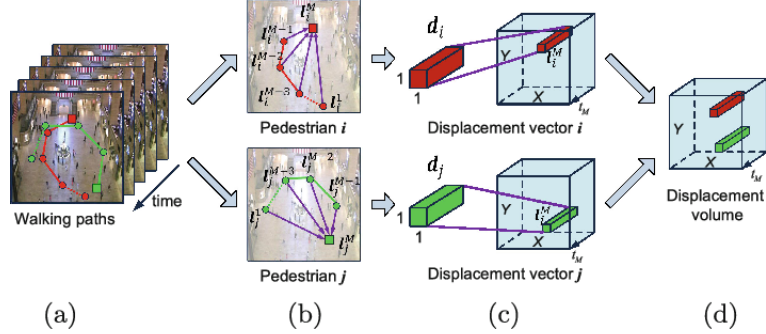 time
Walking paths
(a)
l_i^M
l_i^{M-1}
l_i^{M-2}
l_i^{M-3}
l_i^1
Pedestrian i
l_j^{M-3}
l_j^{M-2}
l_j^{M-1}
l_j^1
l_j^M
Pedestrian j
(b)
d_i
1
1
Y
l_i^M
X
t_M
Displacement vector i
d_j
1
1
Y
l_i^M
X
t_M
Displacement vector j
(c)
Y
X
t_M
Displacement
volume
(d)